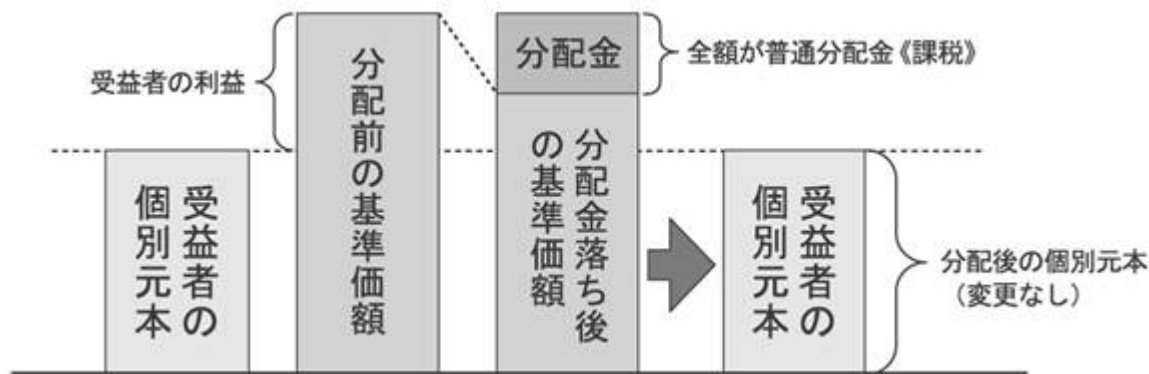 受益者の利益
受益者の
個別元本
分配前の基準価額
分配金
全額が普通分配金《課税》
分配金落ち後
の基準価額
受益者の
個別元本
分配後の個別元本
(変更なし)